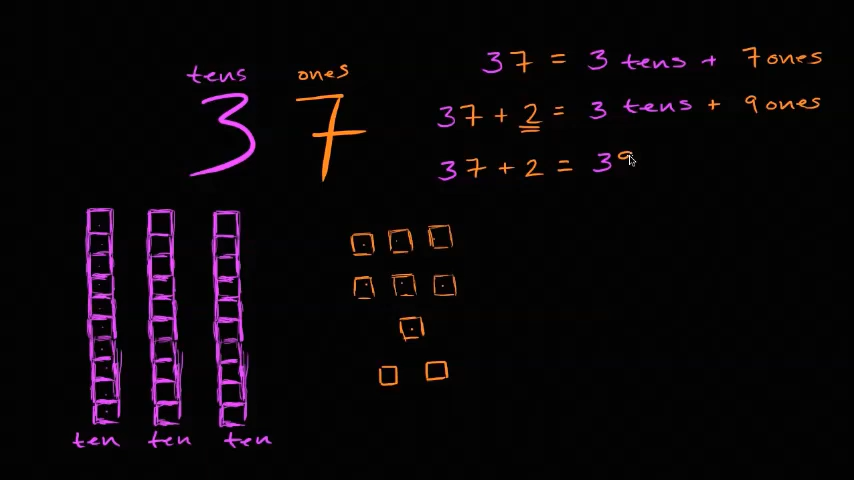 tens ones
3 7
37 = 3 tens + 7 ones
37 + 2 = 3 tens + 9 ones
37 + 2 = 39
ten ten ten